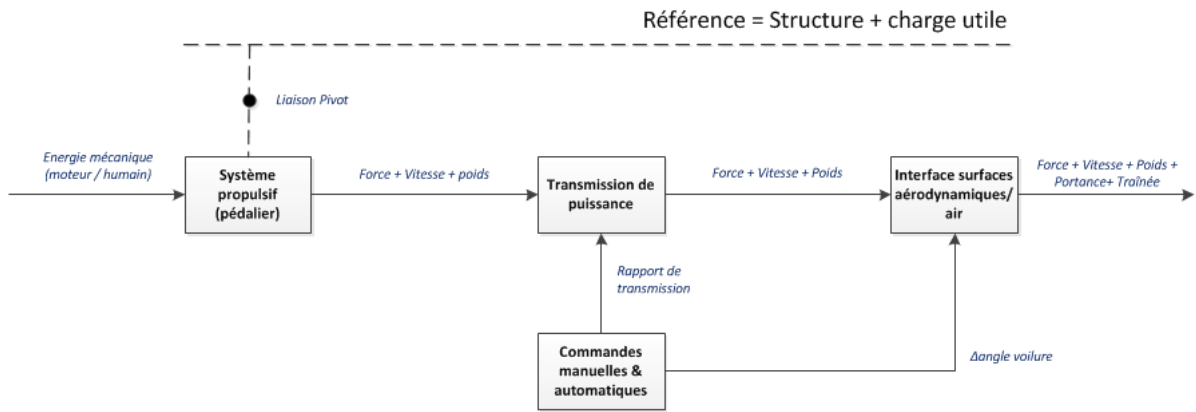 Référence = Structure + charge utile
Liaison Pivot
Energie mécanique
(moteur / humain)
Système
propulsif
(pédalier)
Force + Vitesse + poids
Transmission de
puissance
Force + Vitesse + Poids
Interface surfaces
aérodynamiques/
air
Force + Vitesse + Poids +
Portance+ Traînée
Rapport de
transmission
Commandes
manuelles &
automatiques
Δangle voilure